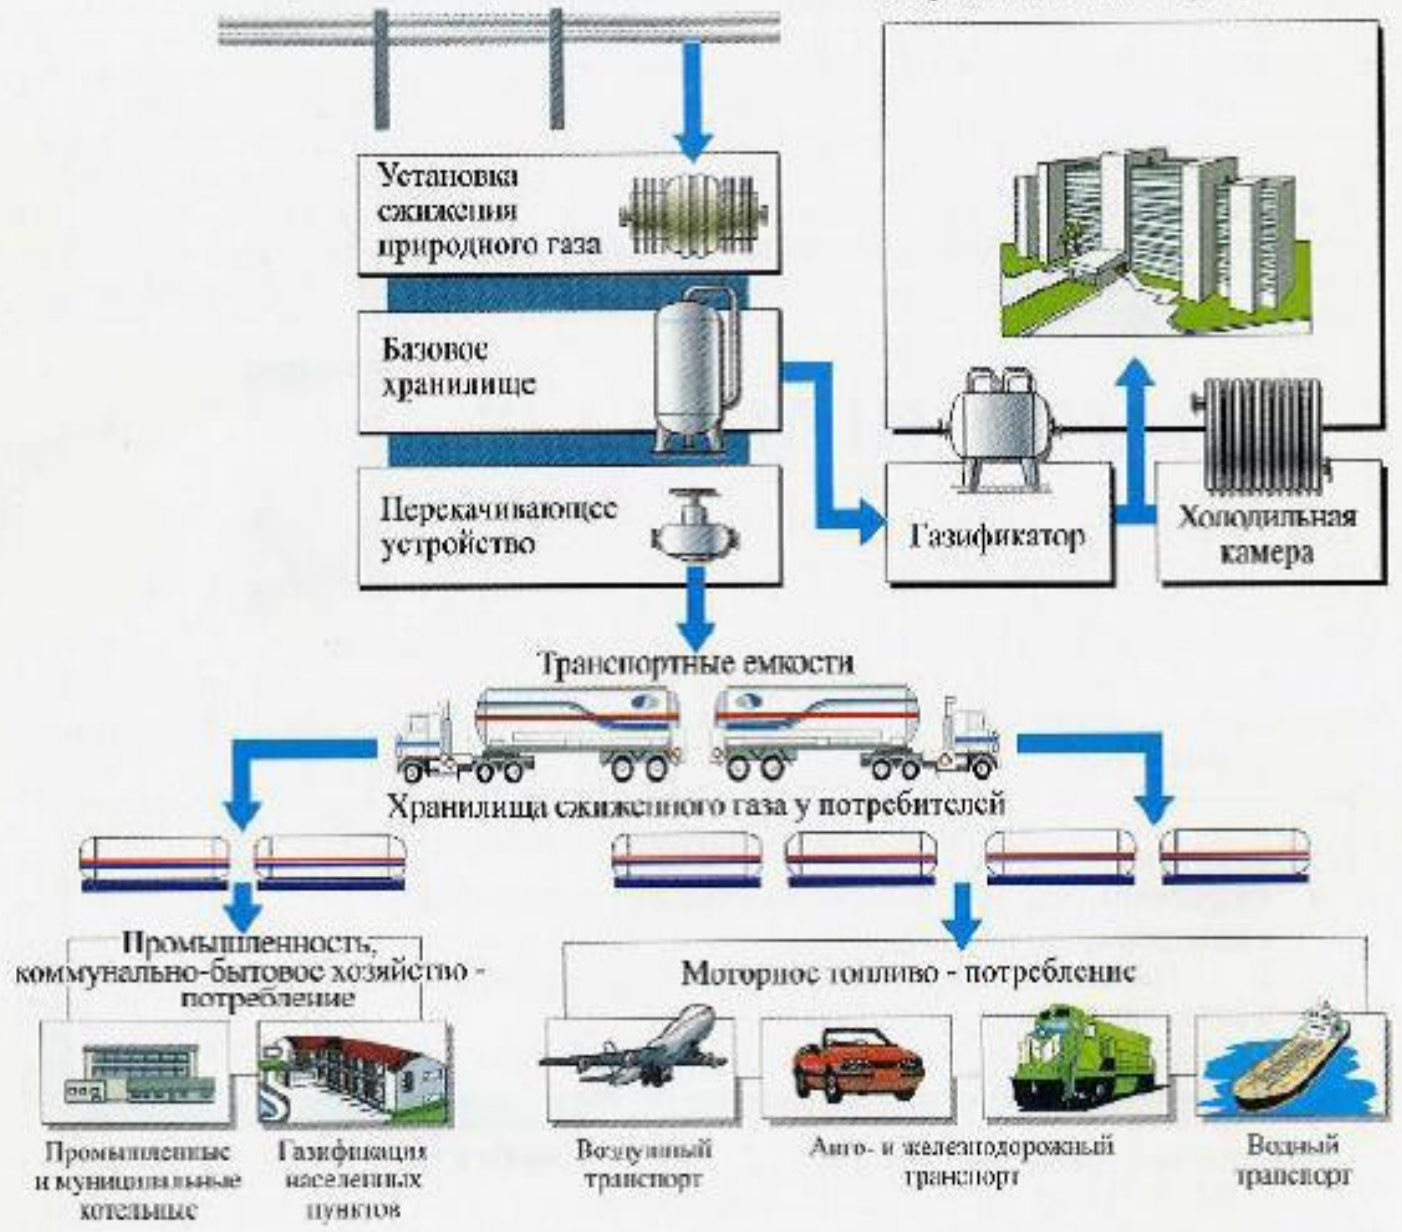 Установка
сжижения
природного газа
Базовое
хранилище
Перекачивающее
устройство
Газификатор
Холодильная
камера
Транспортные емкости
Хранилища сжиженного газа у потребителей
Промышленность,
коммунально-бытовое хозяйство -
потребление
Моторное топливо - потребление
Промышленные
и муниципальные
котельные
Газификация
населенных
пунктов
Воздушный
транспорт
Авто- и железнодорожный
транспорт
Водный
транспорт